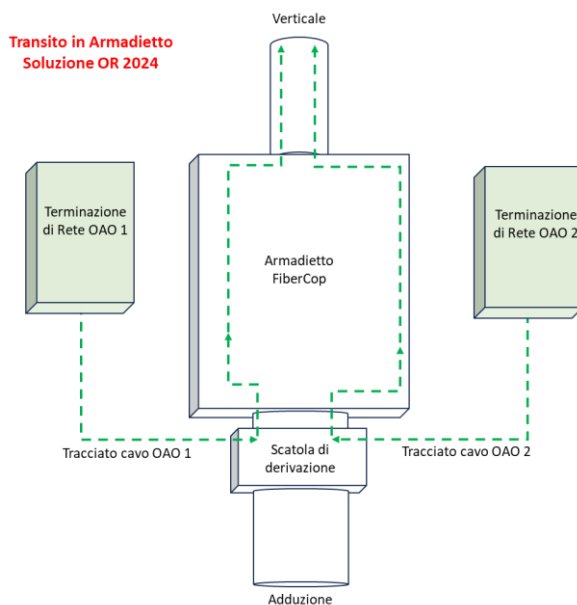 Verticale
Transito in Armadietto
Soluzione OR 2024
Terminazione
di Rete OAO 1
Terminazione
di Rete OAO 2
Armadietto
FiberCop
Tracciato cavo OAO 1
Scatola di
derivazione
Tracciato cavo OAO 2
Adduzione